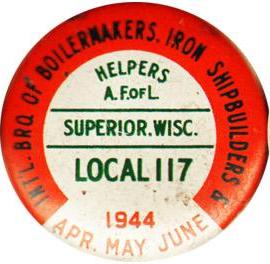 INT'L. BRO. OF BOILERMAKERS, IRON SHIPBUILDERS &
HELPERS
A.F. OF L.
SUPERIOR, WISC.
LOCAL 117
1944
APR. MAY JUNE